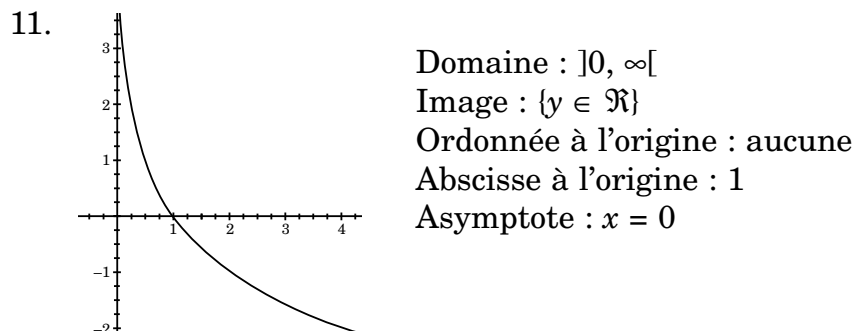 11.
3
2
1
1 2 3 4
–1
–2
Domaine : ]0, ∞[
Image : {y ∈ ℜ}
Ordonnée à l'origine : aucune
Abscisse à l'origine : 1
Asymptote : x = 0